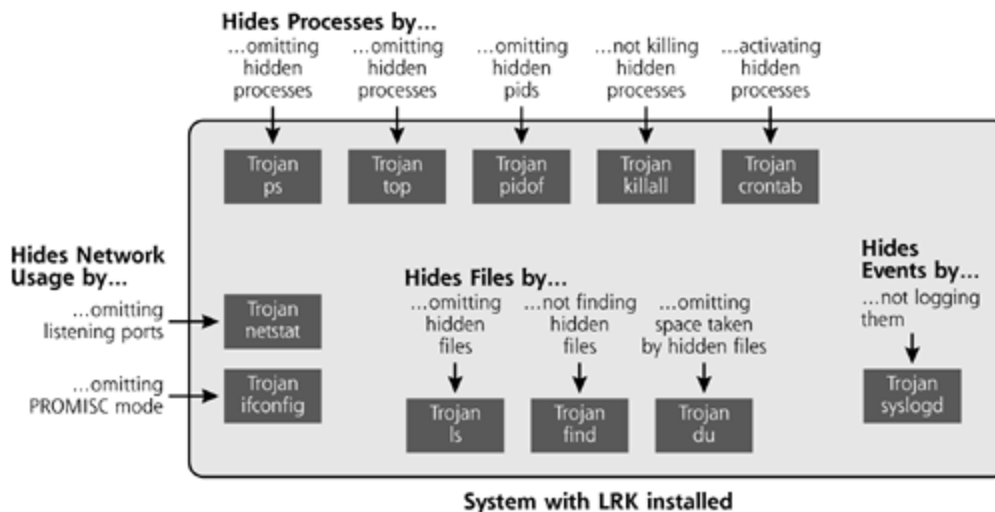 Hides Processes by...
...omitting
hidden
processes
...omitting
hidden
processes
...omitting
hidden
pids
...not killing
hidden
processes
...activating
hidden
processes
Trojan
ps
Trojan
top
Trojan
pidof
Trojan
killall
Trojan
crontab
Hides Network
Usage by...
...omitting
listening ports
Trojan
netstat
...omitting
PROMISC mode
Trojan
ifconfig
Hides Files by...
...omitting
hidden
files
...not finding
hidden
files
...omitting
space taken
by hidden files
Trojan
ls
Trojan
find
Trojan
du
Hides
Events by...
...not logging
them
Trojan
syslogd
System with LRK installed